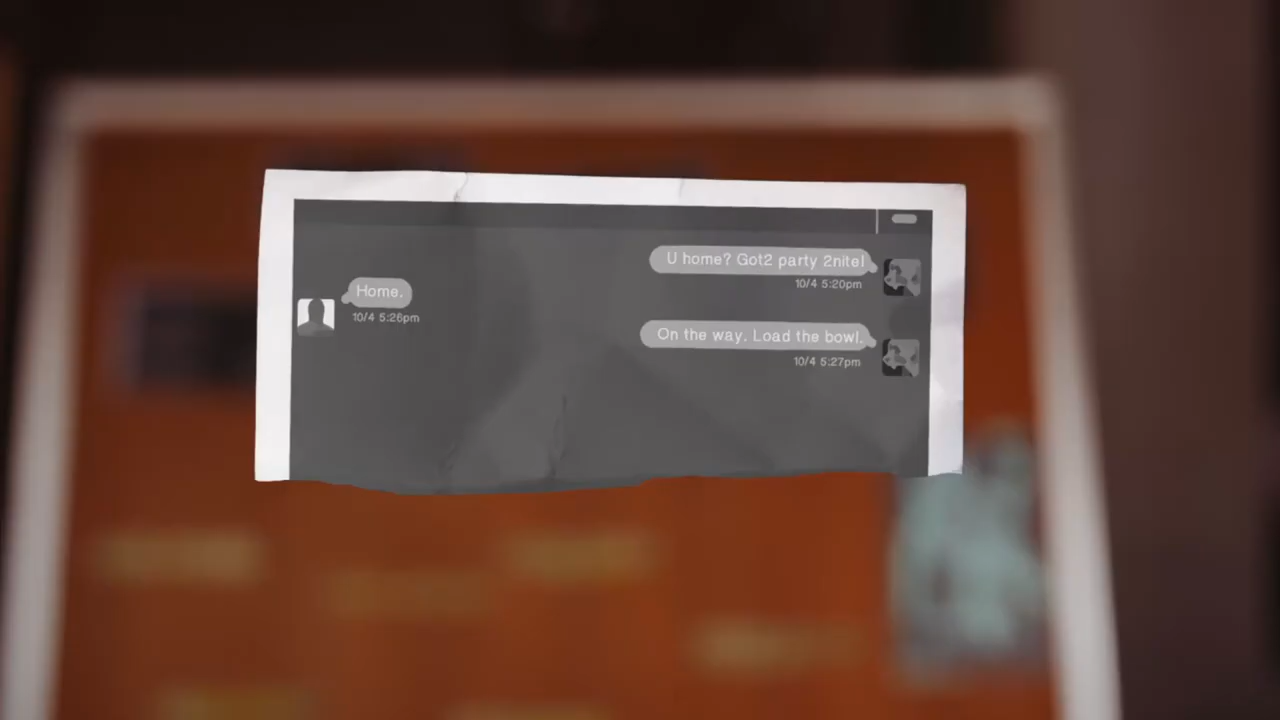 U home? Got2 party 2nite!
10/4 5:20pm
Home.
10/4 5:26pm
On the way. Load the bowl.
10/4 5:27pm